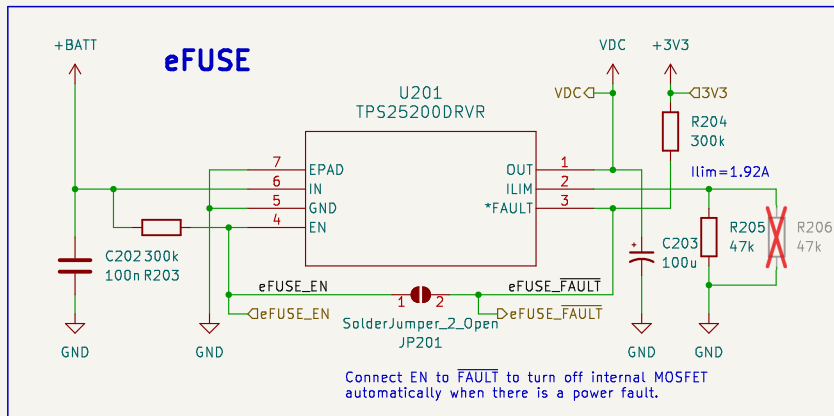 eFUSE
+BATT
VDC
+3V3
U201
TPS25200DRVR
VDC
3V3
R204
300k
7 EPAD
6 IN
5 GND
4 EN
OUT 1
ILIM 2
*FAULT 3
Ilim=1.92A
C202
100n
300k
R203
C203
100u
R205
47k
R206
47k
eFUSE_EN
1 2
eFUSE_FAULT
eFUSE_EN
eFUSE_FAULT
SolderJumper_2_Open
JP201
GND
GND
GND
GND
Connect EN to FAULT to turn off internal MOSFET
automatically when there is a power fault.